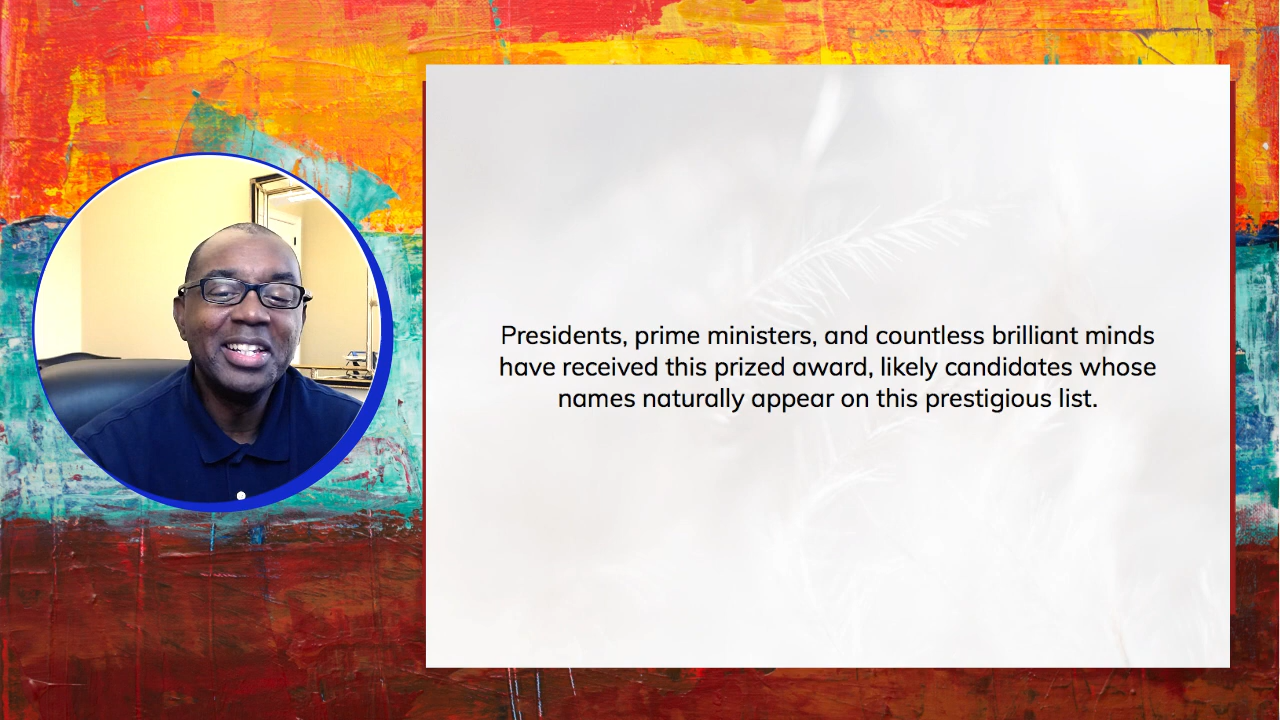 Presidents, prime ministers, and countless brilliant minds
have received this prized award, likely candidates whose
names naturally appear on this prestigious list.